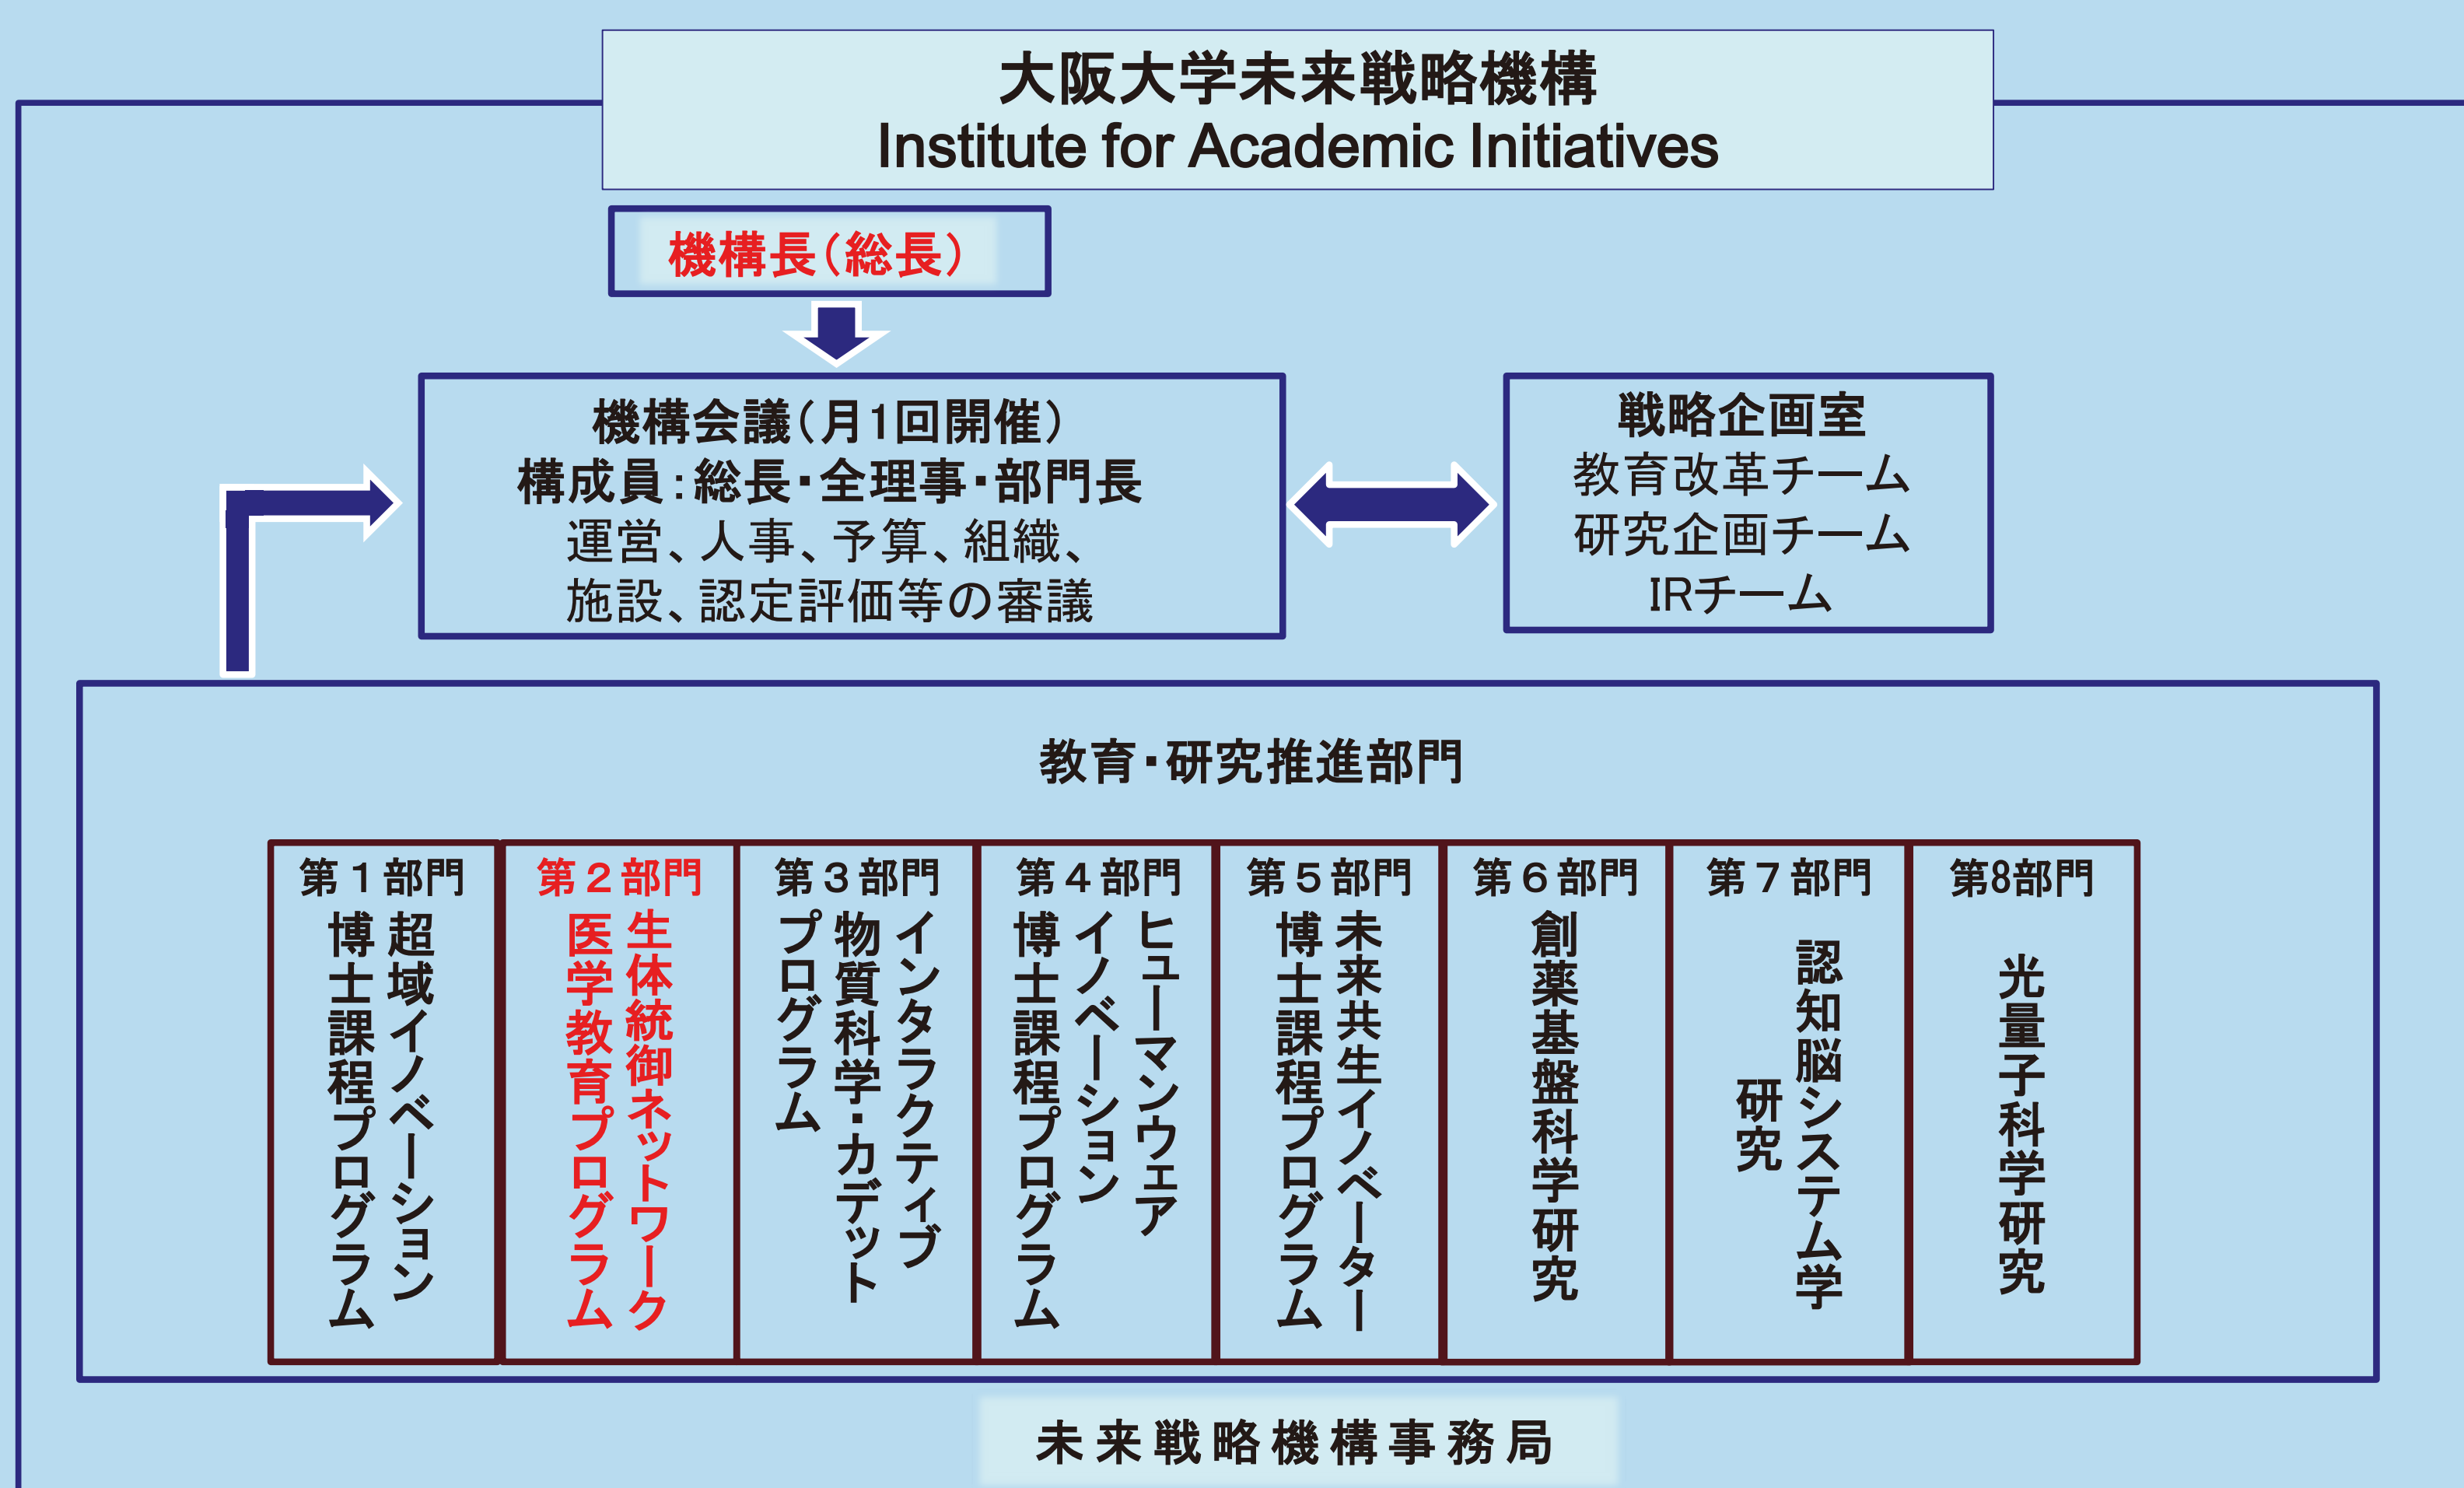 大阪大学未来戦略機構
Institute for Academic Initiatives
機構長（総長）
機構会議（月1回開催）
構成員：総長・全理事・部門長
運営、人事、予算、組織、
施設、認定評価等の審議
戦略企画室
教育改革チーム
研究企画チーム
IRチーム
教育・研究推進部門
第１部門
超域イノベーション
博士課程プログラム
第２部門
生体統御ネットワーク
医学教育プログラム
第３部門
インタラクティブ
物質科学・カデット
プログラム
第４部門
ヒューマンウェア
イノベーション
博士課程プログラム
第５部門
未来共生イノベーター
博士課程プログラム
第６部門
創薬基盤科学研究
第７部門
認知脳システム学
研究
第8部門
光量子科学研究
未来戦略機構事務局